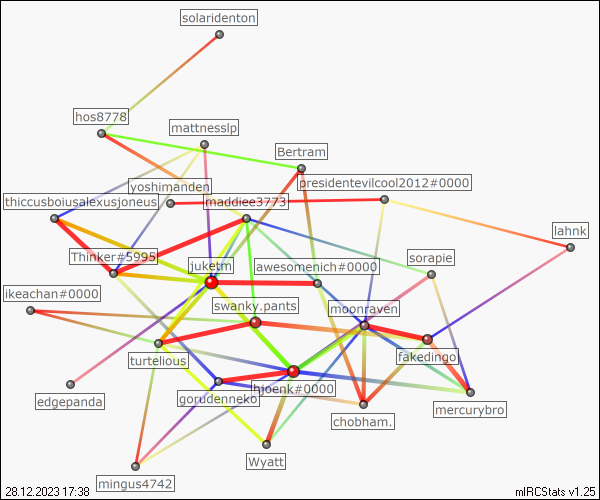 solaridenton
hos8778
mattnesslp
Bertram
yoshimanden
presidentevilcool2012#0000
thiccusboiusalexusjoneus
maddiee3773
lahnk
Thinker#5995
juketm
awesomenich#0000
sorapie
ikeachan#0000
swanky.pants
moonraven
turtelious
fakedingo
hjoenk#0000
edgepanda
gorudenneko
chobham.
mercurybro
Wyatt
mingus4742
28.12.2023 17:38
mIRCStats v1.25